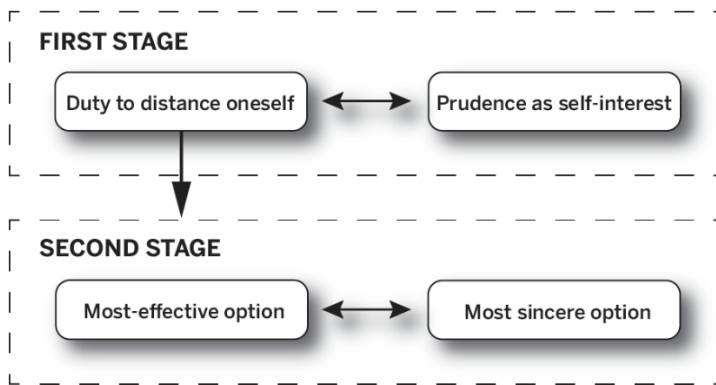 FIRST STAGE
Duty to distance oneself
Prudence as self-interest
SECOND STAGE
Most-effective option
Most sincere option